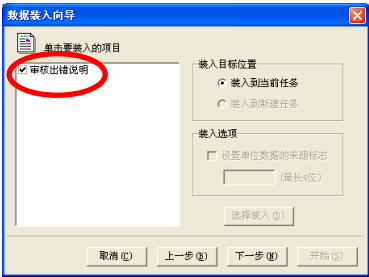 数据装入向导
单击要装入的项目
审核出错说明
装入目标位置
装入到当前任务
装入到新建任务
装入选项
设置单位数据的来源标志
(最长4位)
选择装入(D)
取消(C) 上一步(B) 下一步(N) 开始(S)